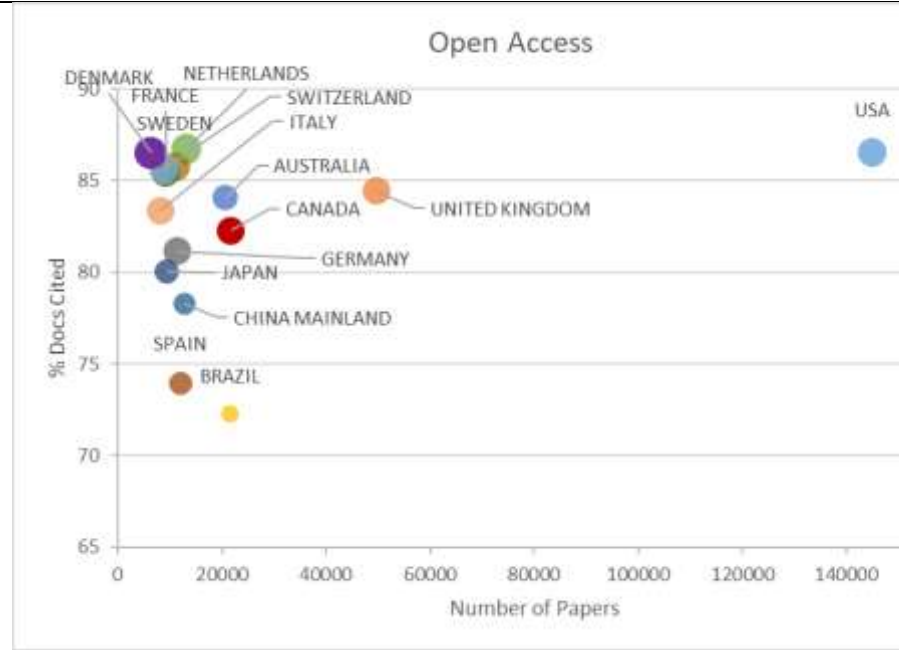 Open Access
DENMARK
NETHERLANDS
FRANCE
SWITZERLAND
SWEDEN
ITALY
USA
AUSTRALIA
CANADA
UNITED KINGDOM
GERMANY
JAPAN
CHINA MAINLAND
SPAIN
BRAZIL
% Docs Cited
90
85
80
75
70
65
0 20000 40000 60000 80000 100000 120000 140000
Number of Papers